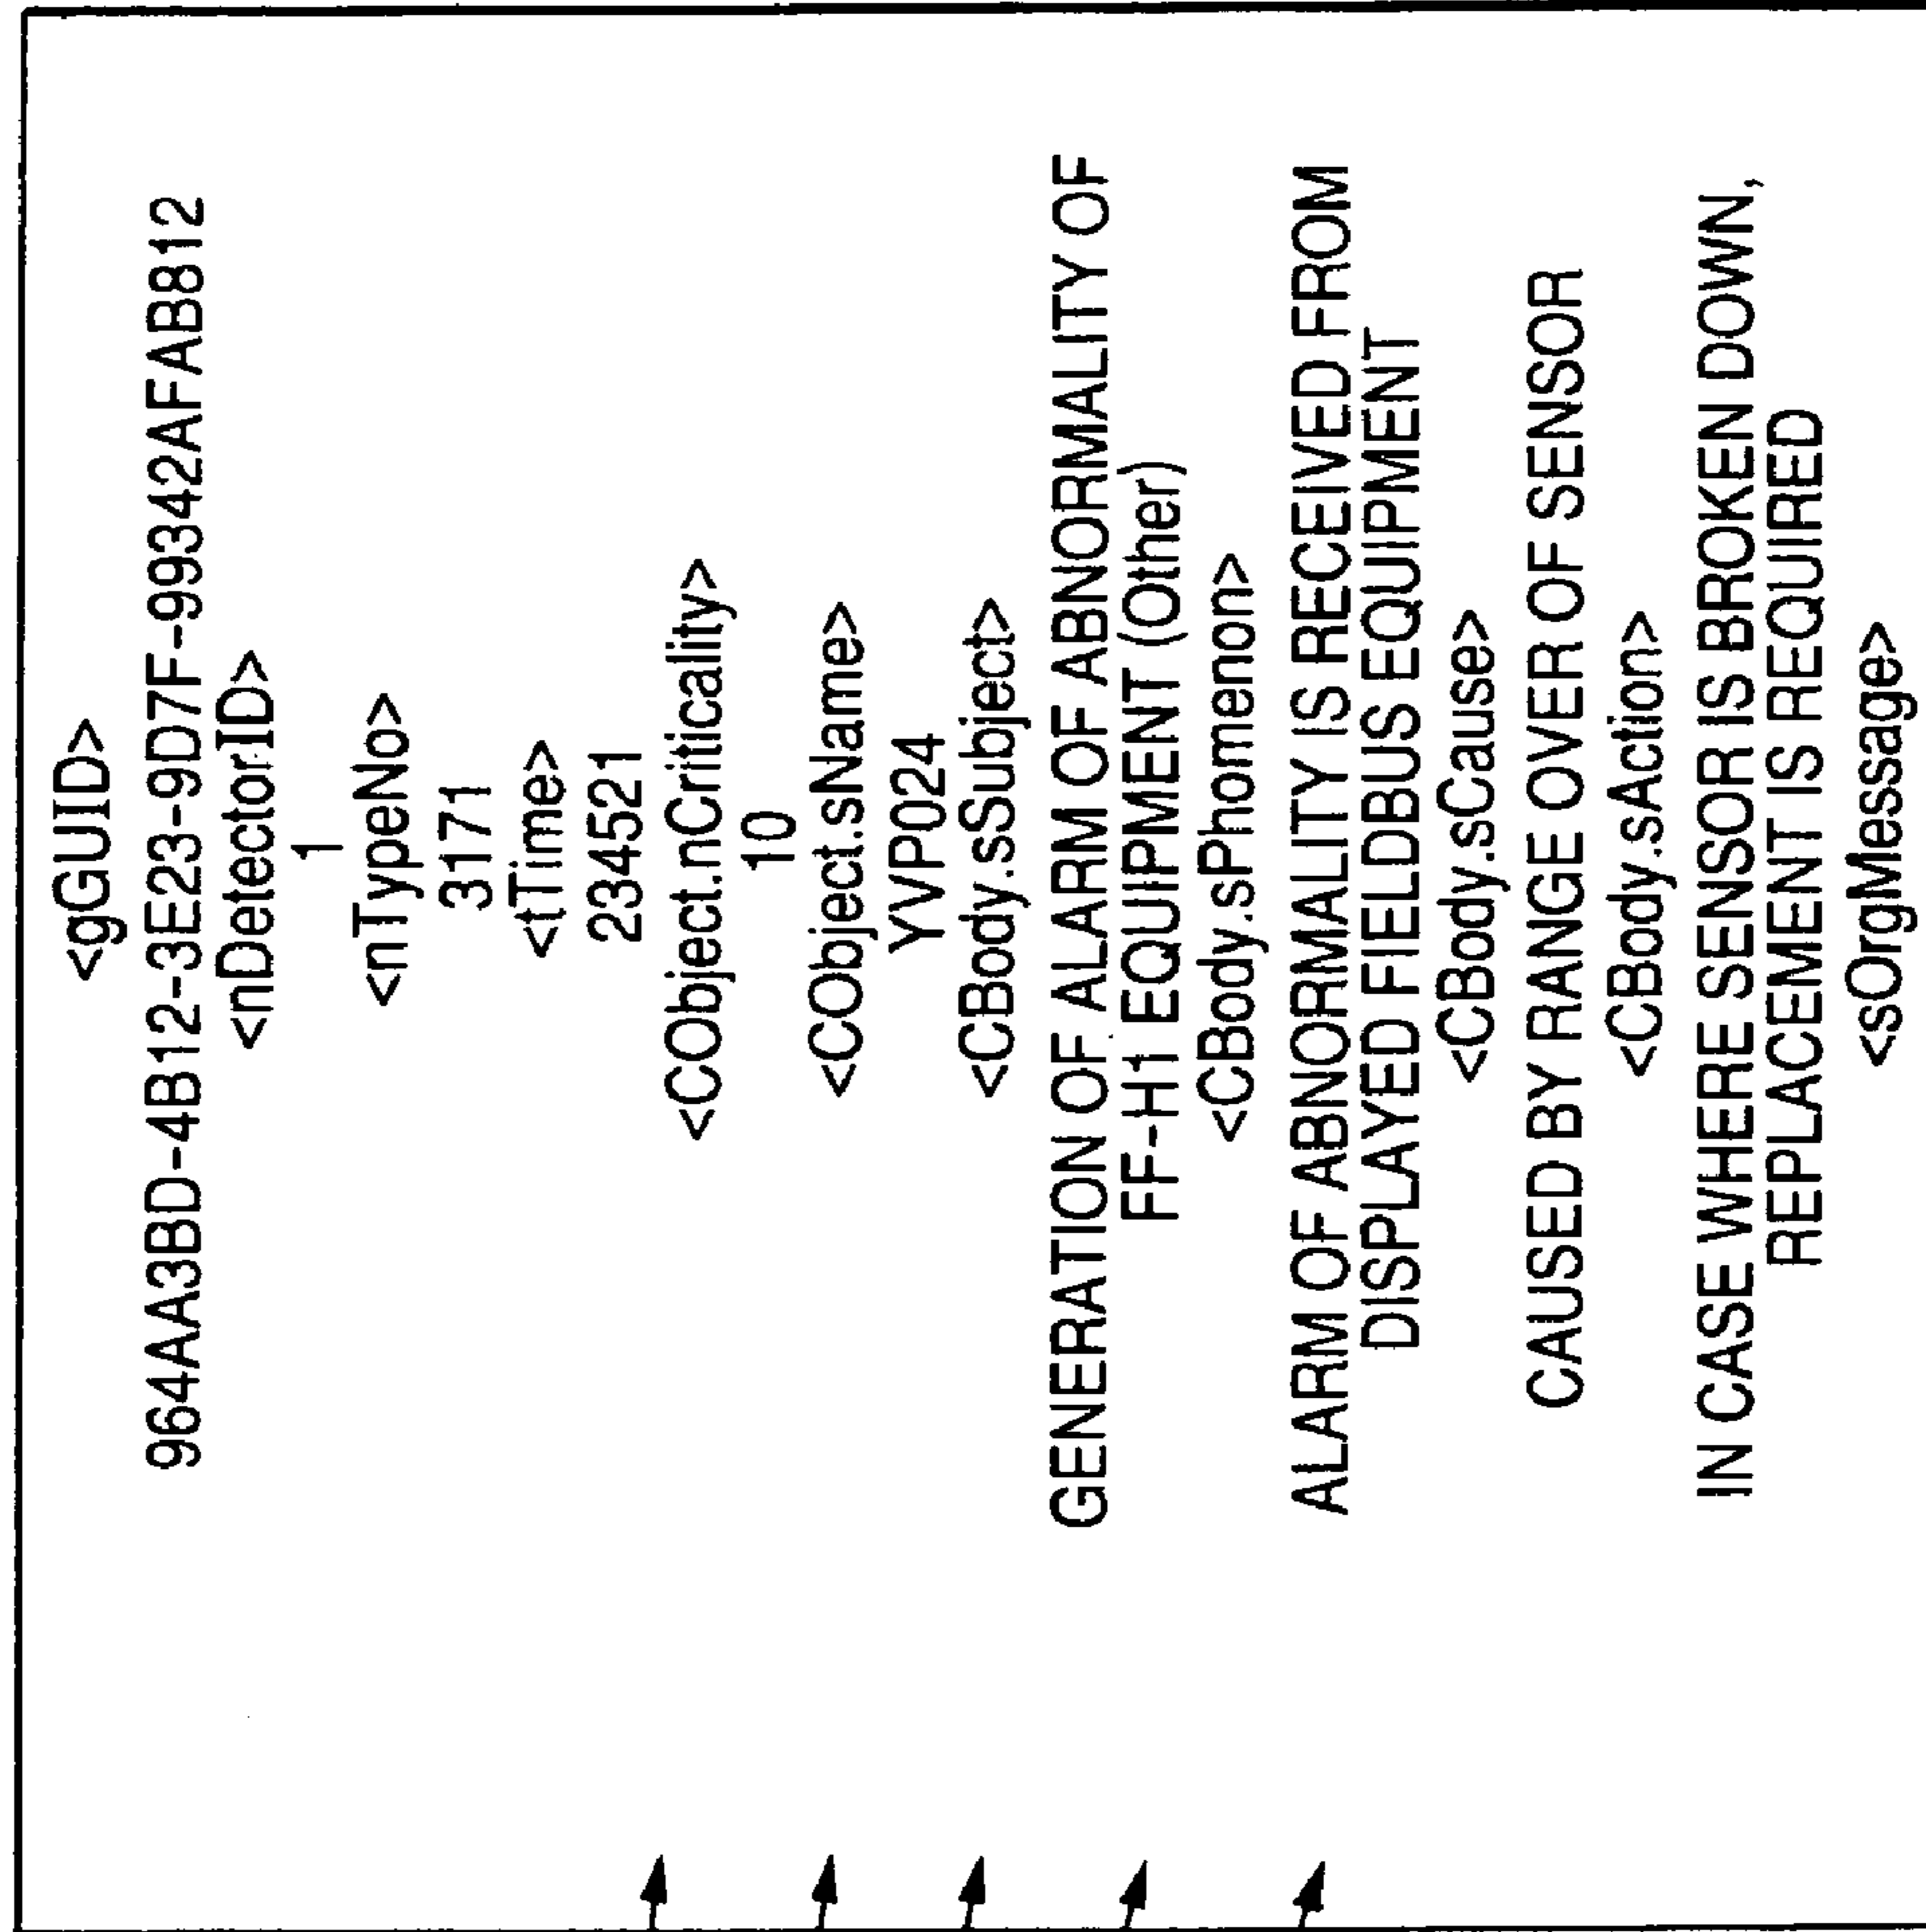 <gGUID>
964AA3BD-4B12-3E23-9D7F-99342AFAB812
<nDetectorID>
1
<nTypeNo>
3171
<tTime>
234521
<CObject.nCriticality>
10
<CObject.sName>
YVP024
<CBody.sSubject>
GENERATION OF ALARM OF ABNORMALITY OF
FF-H1 EQUIPMENT (Other)
<CBody.sPhomenon>
ALARM OF ABNORMALITY IS RECEIVED FROM
DISPLAYED FIELDBUS EQUIPMENT
<CBody.sCause>
CAUSED BY RANGE OVER OF SENSOR
<CBody.sAction>
IN CASE WHERE SENSOR IS BROKEN DOWN,
REPLACEMENT IS REQUIRED
<sOrgMessage>